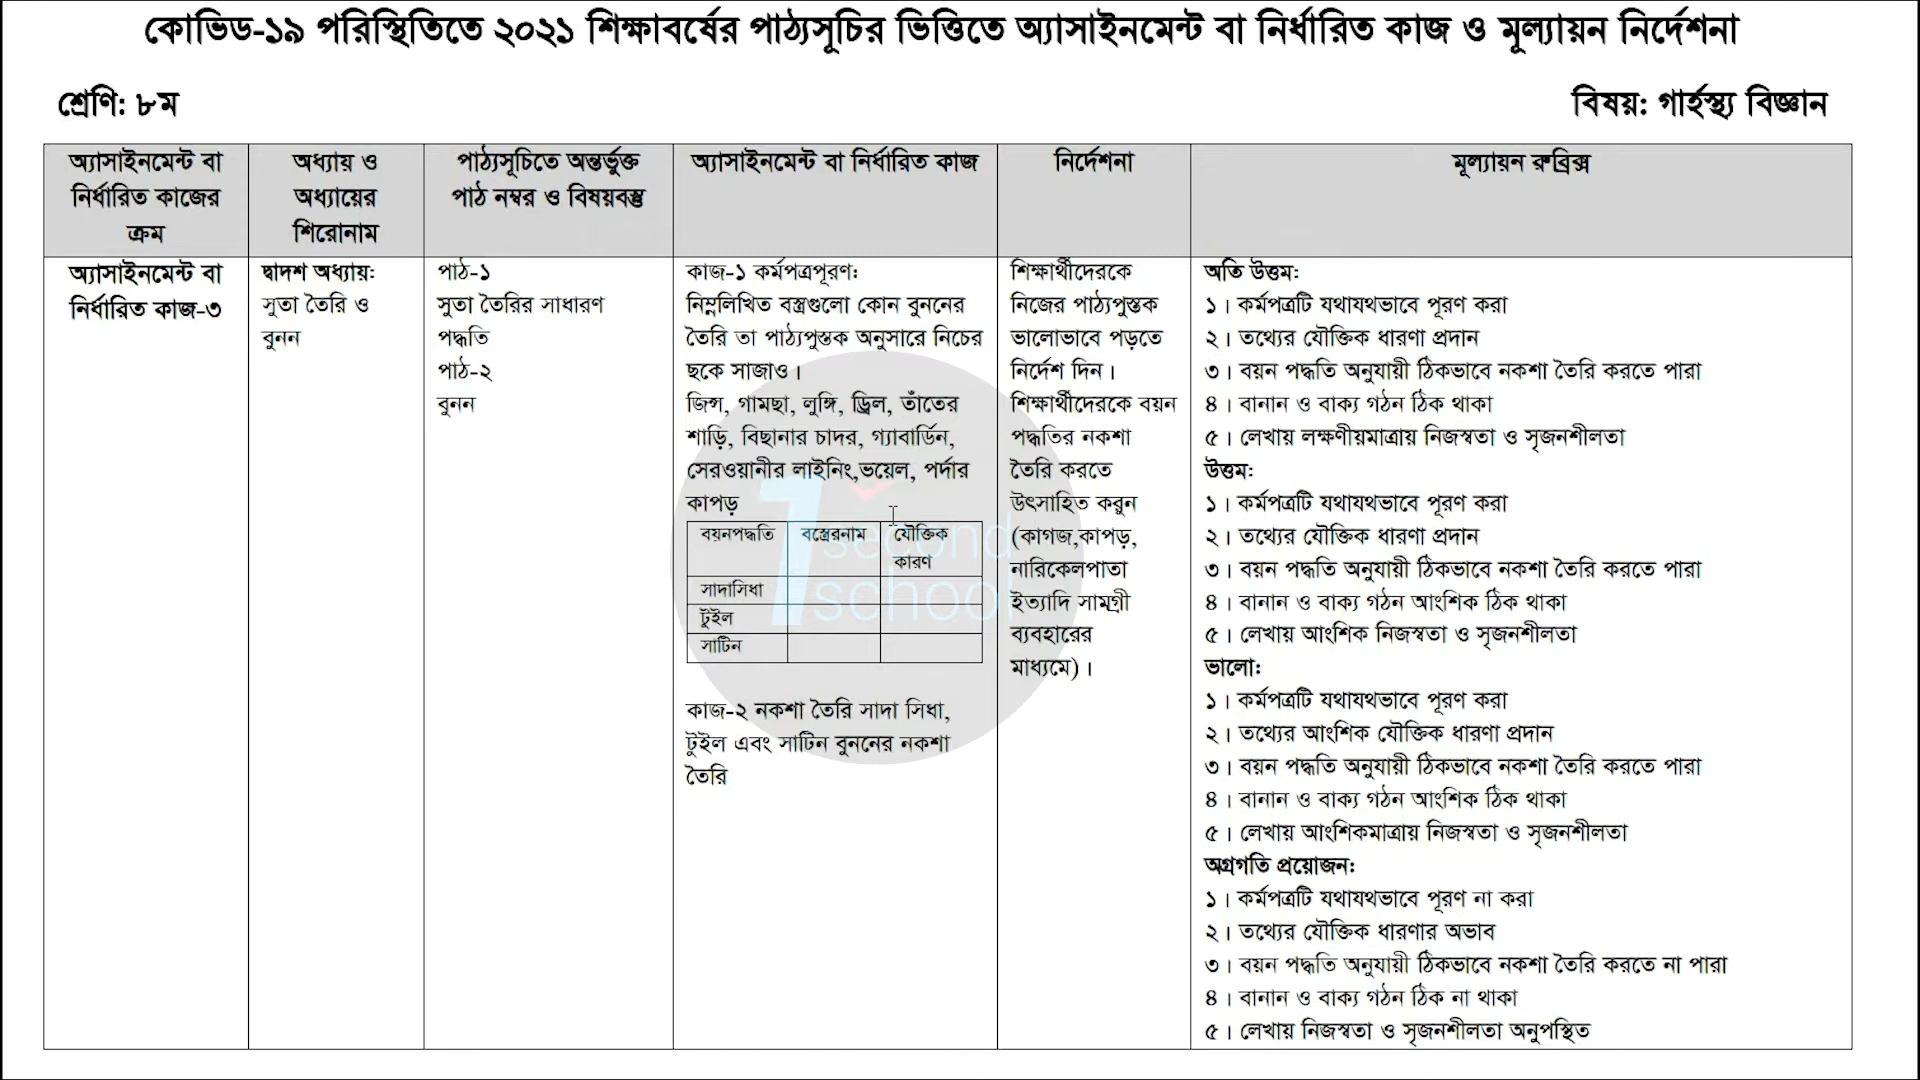 কোভিড-১৯ পরিস্থিতিতে ২০২১ শিক্ষাবর্ষের পাঠ্যসূচির ভিত্তিতে অ্যাসাইনমেন্ট বা নির্ধারিত কাজ ও মূল্যায়ন নির্দেশনা
শ্রেণি: ৮ম
বিষয়: গার্হস্থ্য বিজ্ঞান
অ্যাসাইনমেন্ট বা
নির্ধারিত কাজের
ক্রম
অধ্যায় ও
অধ্যায়ের
শিরোনাম
পাঠ্যসূচিতে অন্তর্ভুক্ত
পাঠ নম্বর ও বিষয়বস্তু
অ্যাসাইনমেন্ট বা নির্ধারিত কাজ
নির্দেশনা
মূল্যায়ন রুব্রিক্স
অ্যাসাইনমেন্ট বা
নির্ধারিত কাজ-৩
দ্বাদশ অধ্যায়:
সুতা তৈরি ও
বুনন
পাঠ-১
সুতা তৈরির সাধারণ
পদ্ধতি
পাঠ-২
বুনন
কাজ-১ কর্মপত্রপূরণ:
নিম্নলিখিত বস্ত্রগুলো কোন বুননের
তৈরি তা পাঠ্যপুস্তক অনুসারে নিচের
ছকে সাজাও।
জিন্স, গামছা, লুঙ্গি, ড্রিল, তাঁতের
শাড়ি, বিছানার চাদর, গ্যাবার্ডিন,
সেরওয়ানীর লাইনিং,ভয়েল, পর্দার
কাপড়
বয়নপদ্ধতি
বস্ত্রেরনাম
যৌক্তিক
কারণ
সাদাসিধা
টুইল
সাটিন
কাজ-২ নকশা তৈরি সাদা সিধা,
টুইল এবং সাটিন বুননের নকশা
তৈরি
শিক্ষার্থীদেরকে
নিজের পাঠ্যপুস্তক
ভালোভাবে পড়তে
নির্দেশ দিন।
শিক্ষার্থীদেরকে বয়ন
পদ্ধতির নকশা
তৈরি করতে
উৎসাহিত করুন
(কাগজ,কাপড়,
নারিকেলপাতা
ইত্যাদি সামগ্রী
ব্যবহারের
মাধ্যমে)।
অতি উত্তম:
১। কর্মপত্রটি যথাযথভাবে পূরণ করা
২। তথ্যের যৌক্তিক ধারণা প্রদান
৩। বয়ন পদ্ধতি অনুযায়ী ঠিকভাবে নকশা তৈরি করতে পারা
৪। বানান ও বাক্য গঠন ঠিক থাকা
৫। লেখায় লক্ষণীয়মাত্রায় নিজস্বতা ও সৃজনশীলতা
উত্তম:
১। কর্মপত্রটি যথাযথভাবে পূরণ করা
২। তথ্যের যৌক্তিক ধারণা প্রদান
৩। বয়ন পদ্ধতি অনুযায়ী ঠিকভাবে নকশা তৈরি করতে পারা
৪। বানান ও বাক্য গঠন আংশিক ঠিক থাকা
৫। লেখায় আংশিক নিজস্বতা ও সৃজনশীলতা
ভালো:
১। কর্মপত্রটি যথাযথভাবে পূরণ করা
২। তথ্যের আংশিক যৌক্তিক ধারণা প্রদান
৩। বয়ন পদ্ধতি অনুযায়ী ঠিকভাবে নকশা তৈরি করতে পারা
৪। বানান ও বাক্য গঠন আংশিক ঠিক থাকা
৫। লেখায় আংশিকমাত্রায় নিজস্বতা ও সৃজনশীলতা
অগ্রগতি প্রয়োজন:
১। কর্মপত্রটি যথাযথভাবে পূরণ না করা
২। তথ্যের যৌক্তিক ধারণার অভাব
৩। বয়ন পদ্ধতি অনুযায়ী ঠিকভাবে নকশা তৈরি করতে না পারা
৪। বানান ও বাক্য গঠন ঠিক না থাকা
৫। লেখায় নিজস্বতা ও সৃজনশীলতা অনুপস্থিত
1 second
school